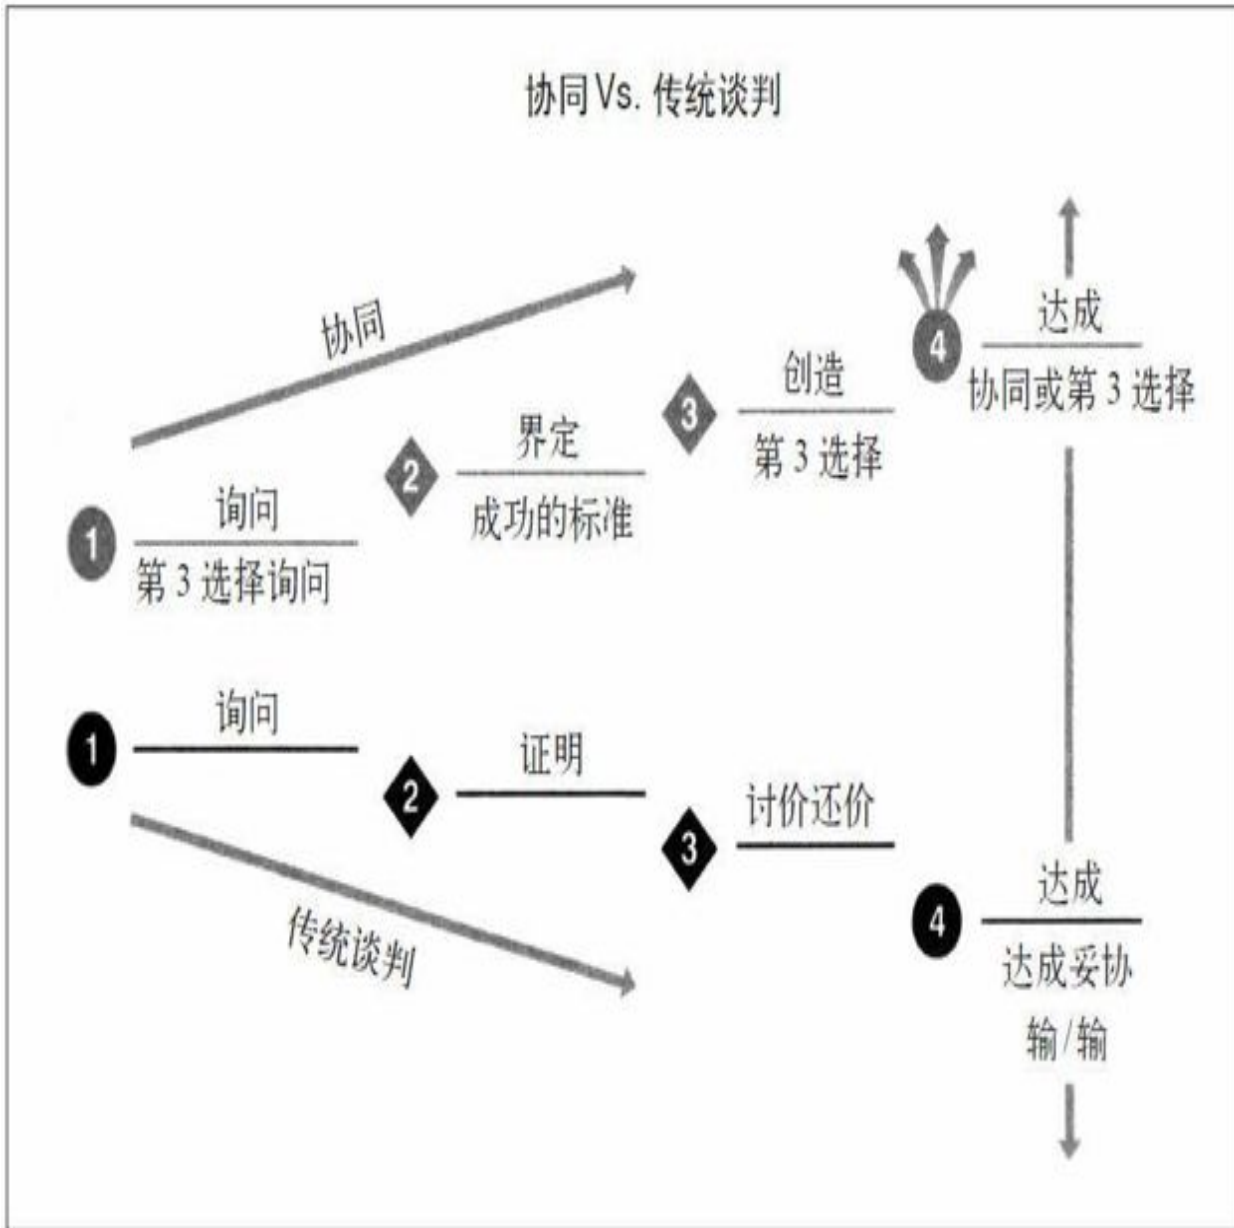 协同Vs. 传统谈判
协同
1
询问
第 3 选择询问
2
界定
成功的标准
3
创造
第 3 选择
4
达成
协同或第 3 选择
1
询问
2
证明
3
讨价还价
4
达成
达成妥协
输/输
传统谈判